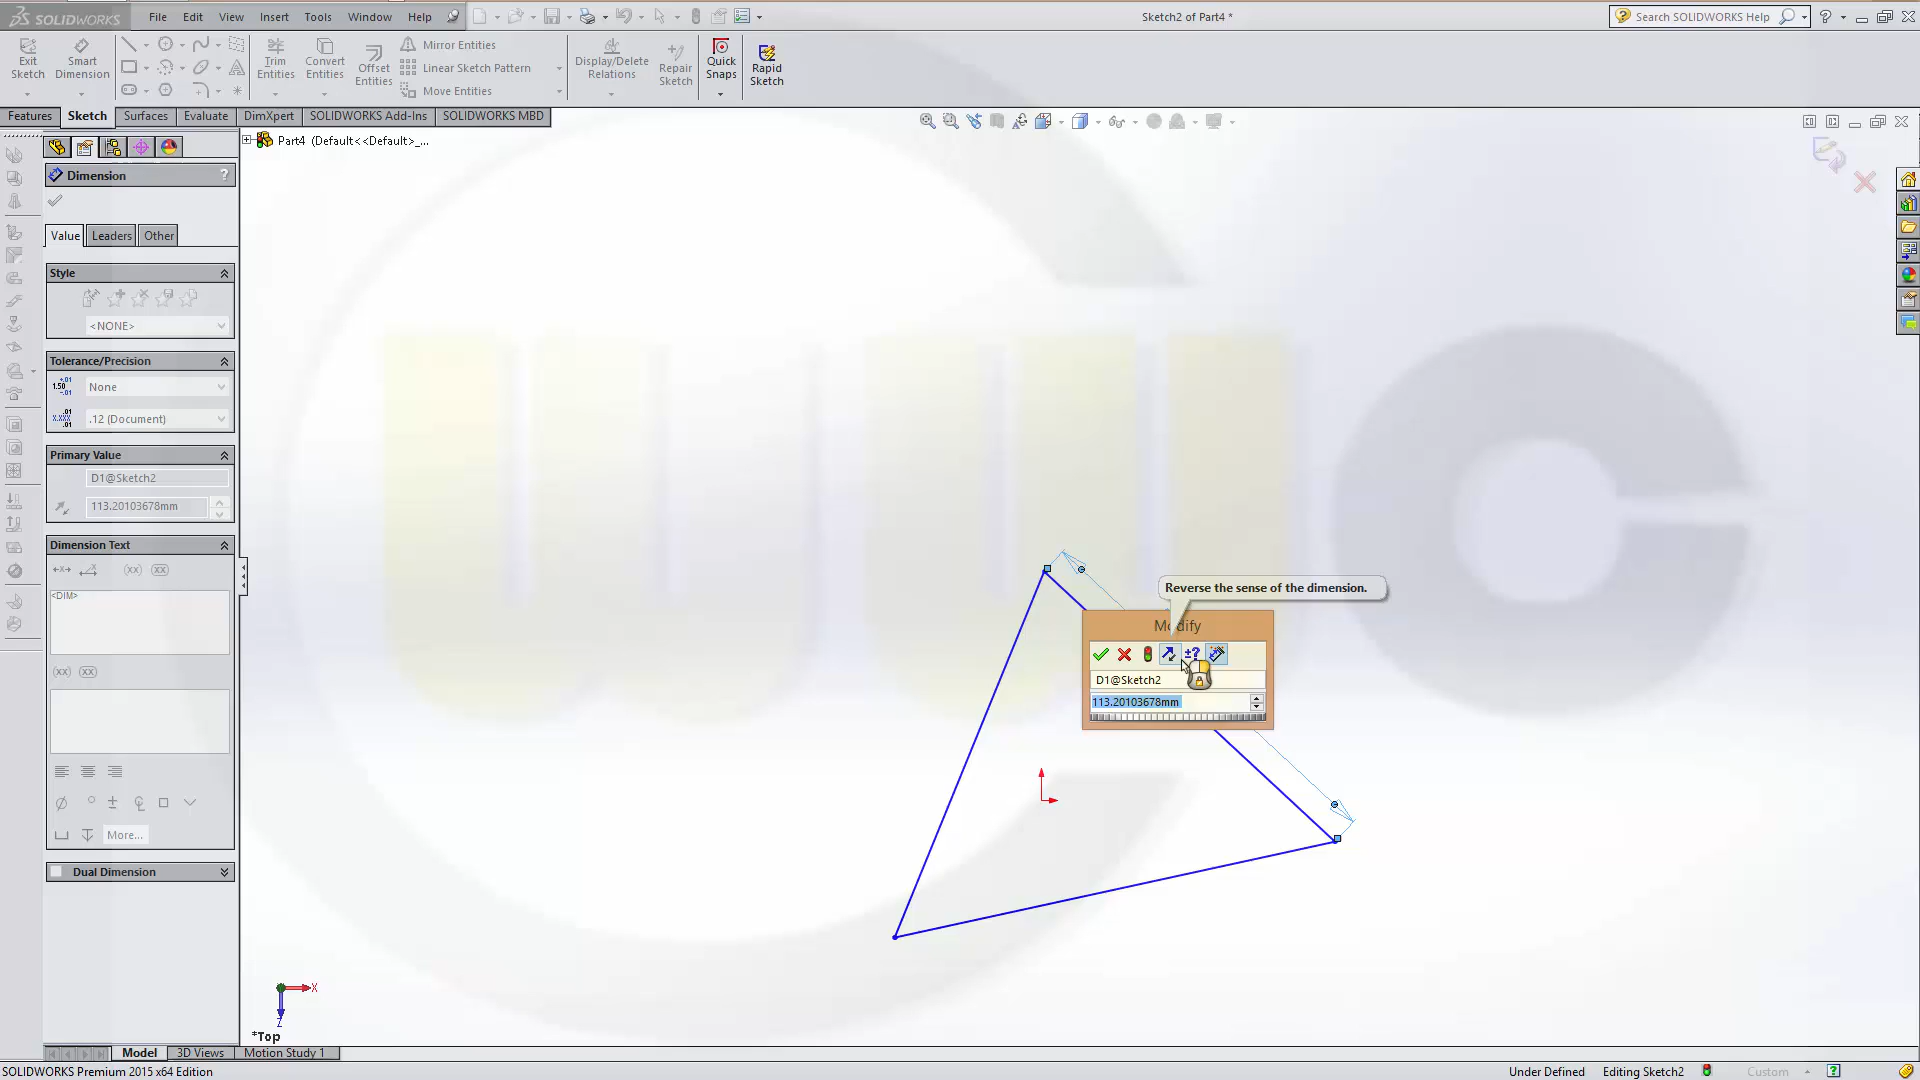 SOLIDWORKS
File
Edit
View
Insert
Tools
Window
Help
Sketch2 of Part4 *
Search SOLIDWORKS Help
Exit Sketch
Smart Dimension
Trim Entities
Convert Entities
Offset Entities
Mirror Entities
Linear Sketch Pattern
Move Entities
Display/Delete Relations
Repair Sketch
Quick Snaps
Rapid Sketch
Features
Sketch
Surfaces
Evaluate
DimXpert
SOLIDWORKS Add-Ins
SOLIDWORKS MBD
Part4 (Default<<Default>_...
Dimension
?
Value
Leaders
Other
Style
<NONE>
Tolerance/Precision
None
.12 (Document)
Primary Value
D1@Sketch2
113.20103678mm
Dimension Text
<DIM>
More...
Dual Dimension
Reverse the sense of the dimension.
Modify
D1@Sketch2
113.20103678mm
X
Z
*Top
Model
3D Views
Motion Study 1
SOLIDWORKS Premium 2015 x64 Edition
Under Defined
Editing Sketch2
Custom